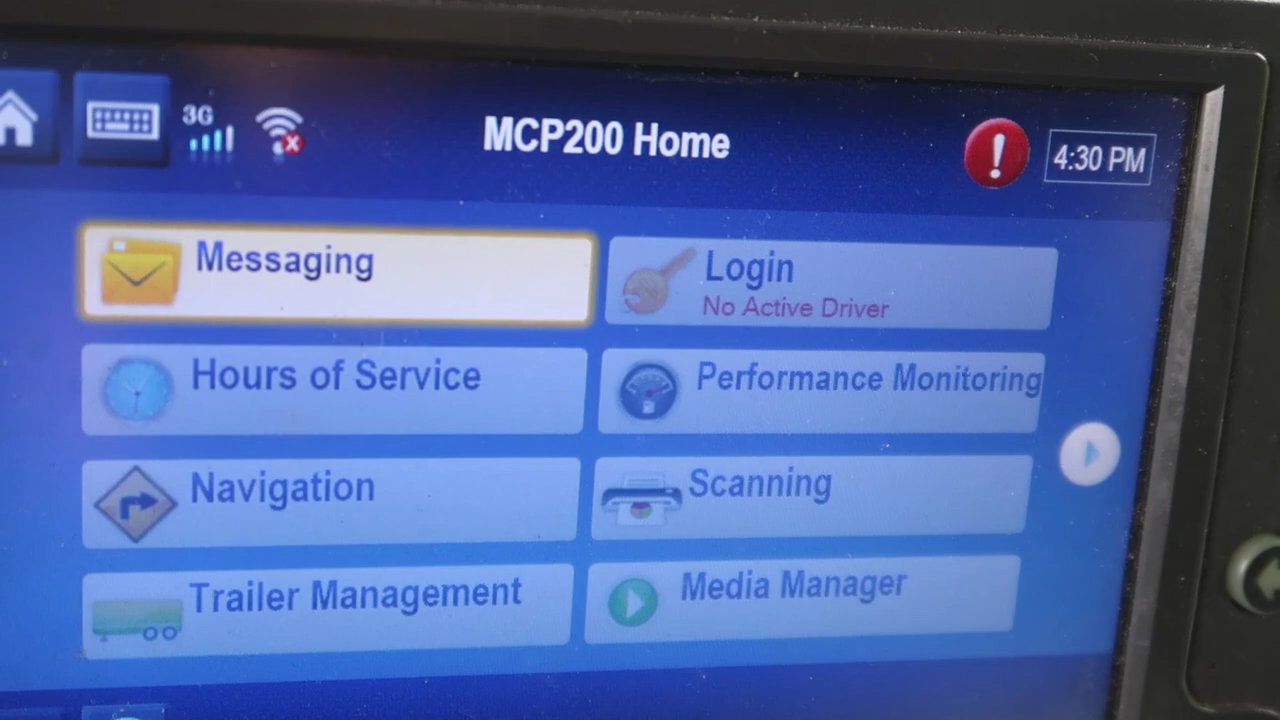 3G
MCP200 Home
4:30 PM
Messaging
Login
No Active Driver
Hours of Service
Performance Monitoring
Navigation
Scanning
Trailer Management
Media Manager